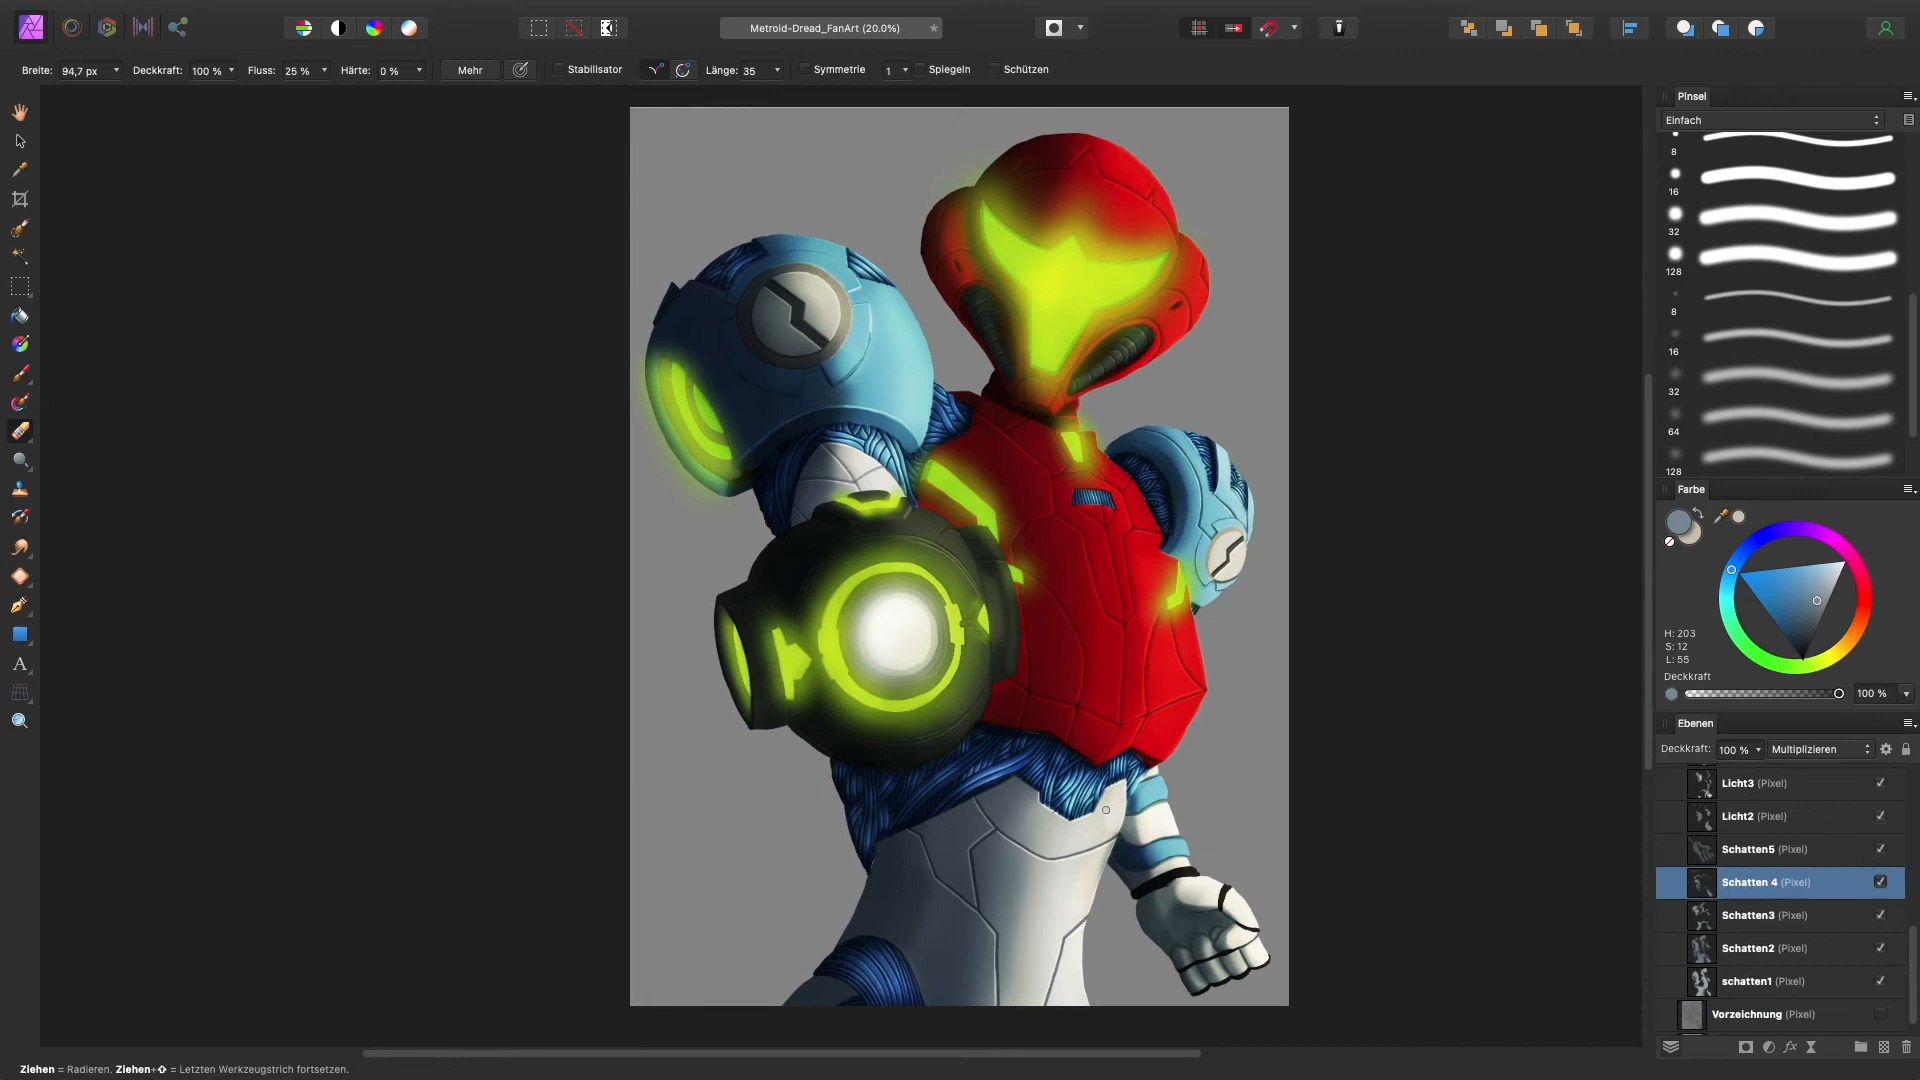 Metroid-Dread_FanArt (20.0%)
Breite: 94,7 px Deckkraft: 100 % Fluss: 25 % Härte: 0 % Mehr Stabilisator Länge: 35 Symmetrie 1 Spiegeln Schützen
Pinsel
Einfach
8
16
32
128
8
16
32
64
128
Farbe
H: 203
S: 12
L: 55
Deckkraft
100 %
Ebenen
Deckkraft: 100 % Multiplizieren
Licht3 (Pixel)
Licht2 (Pixel)
Schatten5 (Pixel)
Schatten 4 (Pixel)
Schatten3 (Pixel)
Schatten2 (Pixel)
schatten1 (Pixel)
Vorzeichnung (Pixel)
A
fx
Ziehen = Radieren. Ziehen+⇧ = Letzten Werkzeugstrich fortsetzen.